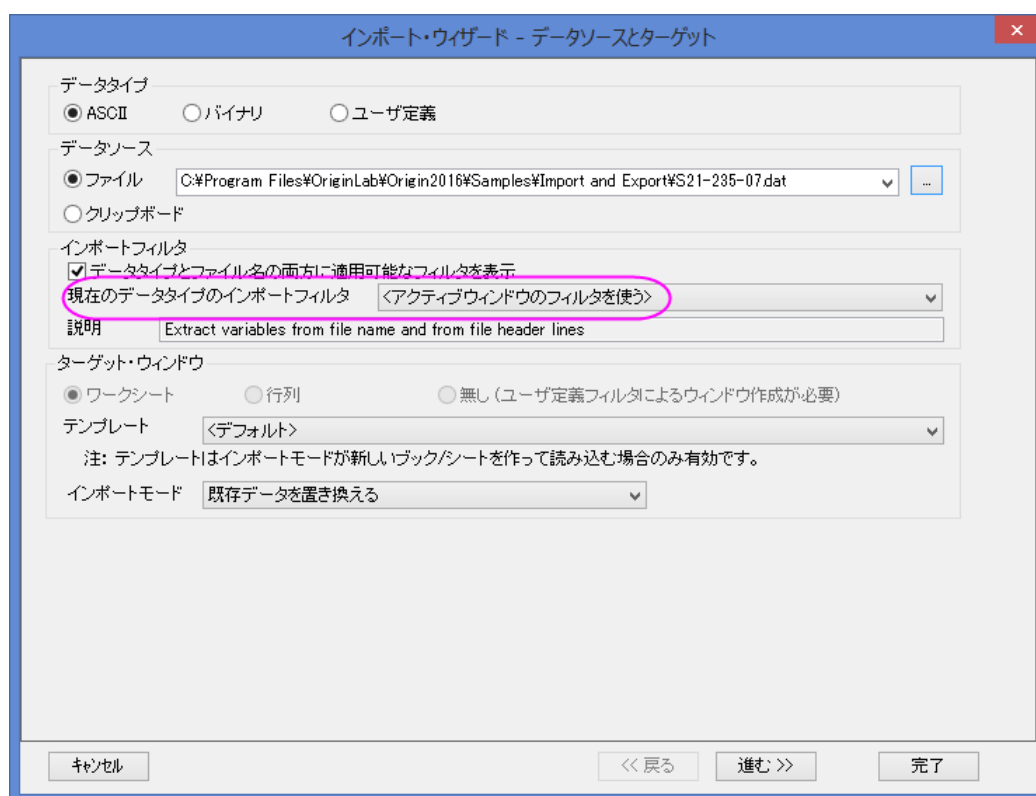 インポート・ウィザード - データソースとターゲット
データタイプ
ASCII バイナリ ユーザ定義
データソース
ファイル C:¥Program Files¥OriginLab¥Origin2016¥Samples¥Import and Export¥S21-235-07.dat ...
クリップボード
インポートフィルタ
データタイプとファイル名の両方に適用可能なフィルタを表示
現在のデータタイプのインポートフィルタ <アクティブウィンドウのフィルタを使う>
説明 Extract variables from file name and from file header lines
ターゲット・ウィンドウ
ワークシート 行列 無し(ユーザ定義フィルタによるウィンドウ作成が必要)
テンプレート <デフォルト>
注: テンプレートはインポートモードが新しいブック/シートを作って読み込む場合のみ有効です。
インポートモード 既存データを置き換える
キャンセル << 戻る 進む >> 完了